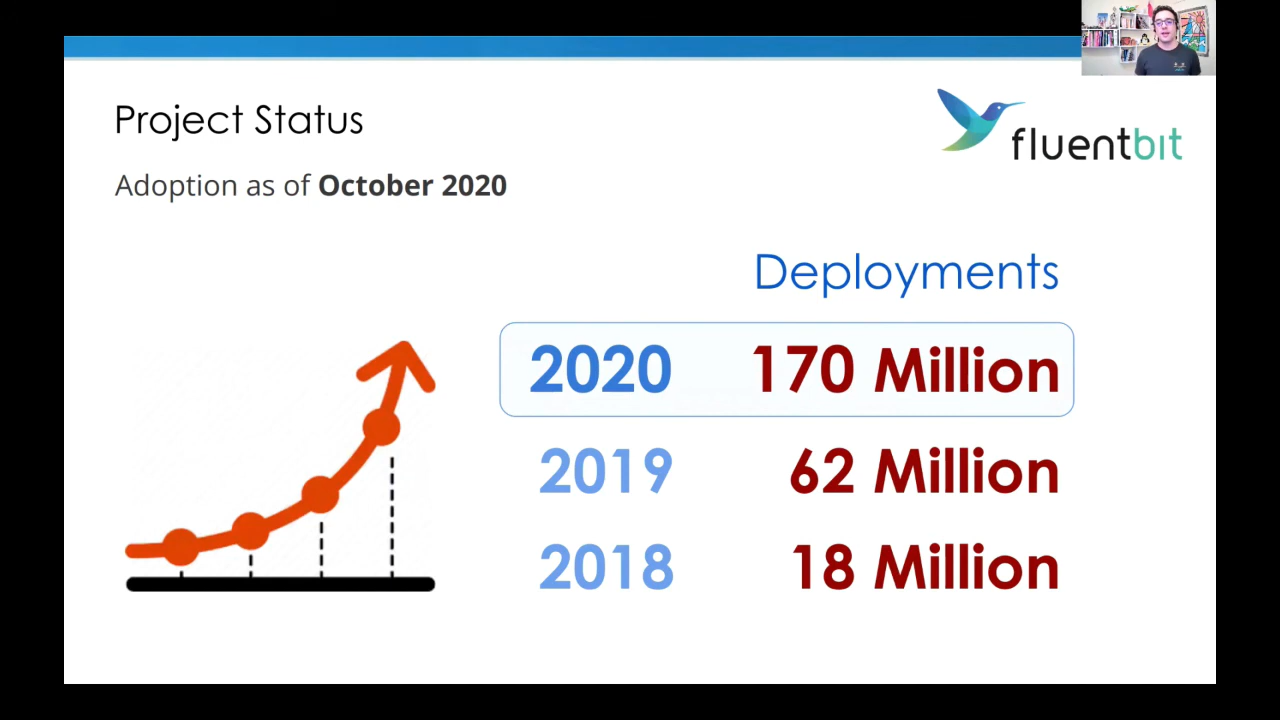 Project Status
fluentbit
Adoption as of October 2020
Deployments
2020 170 Million
2019 62 Million
2018 18 Million